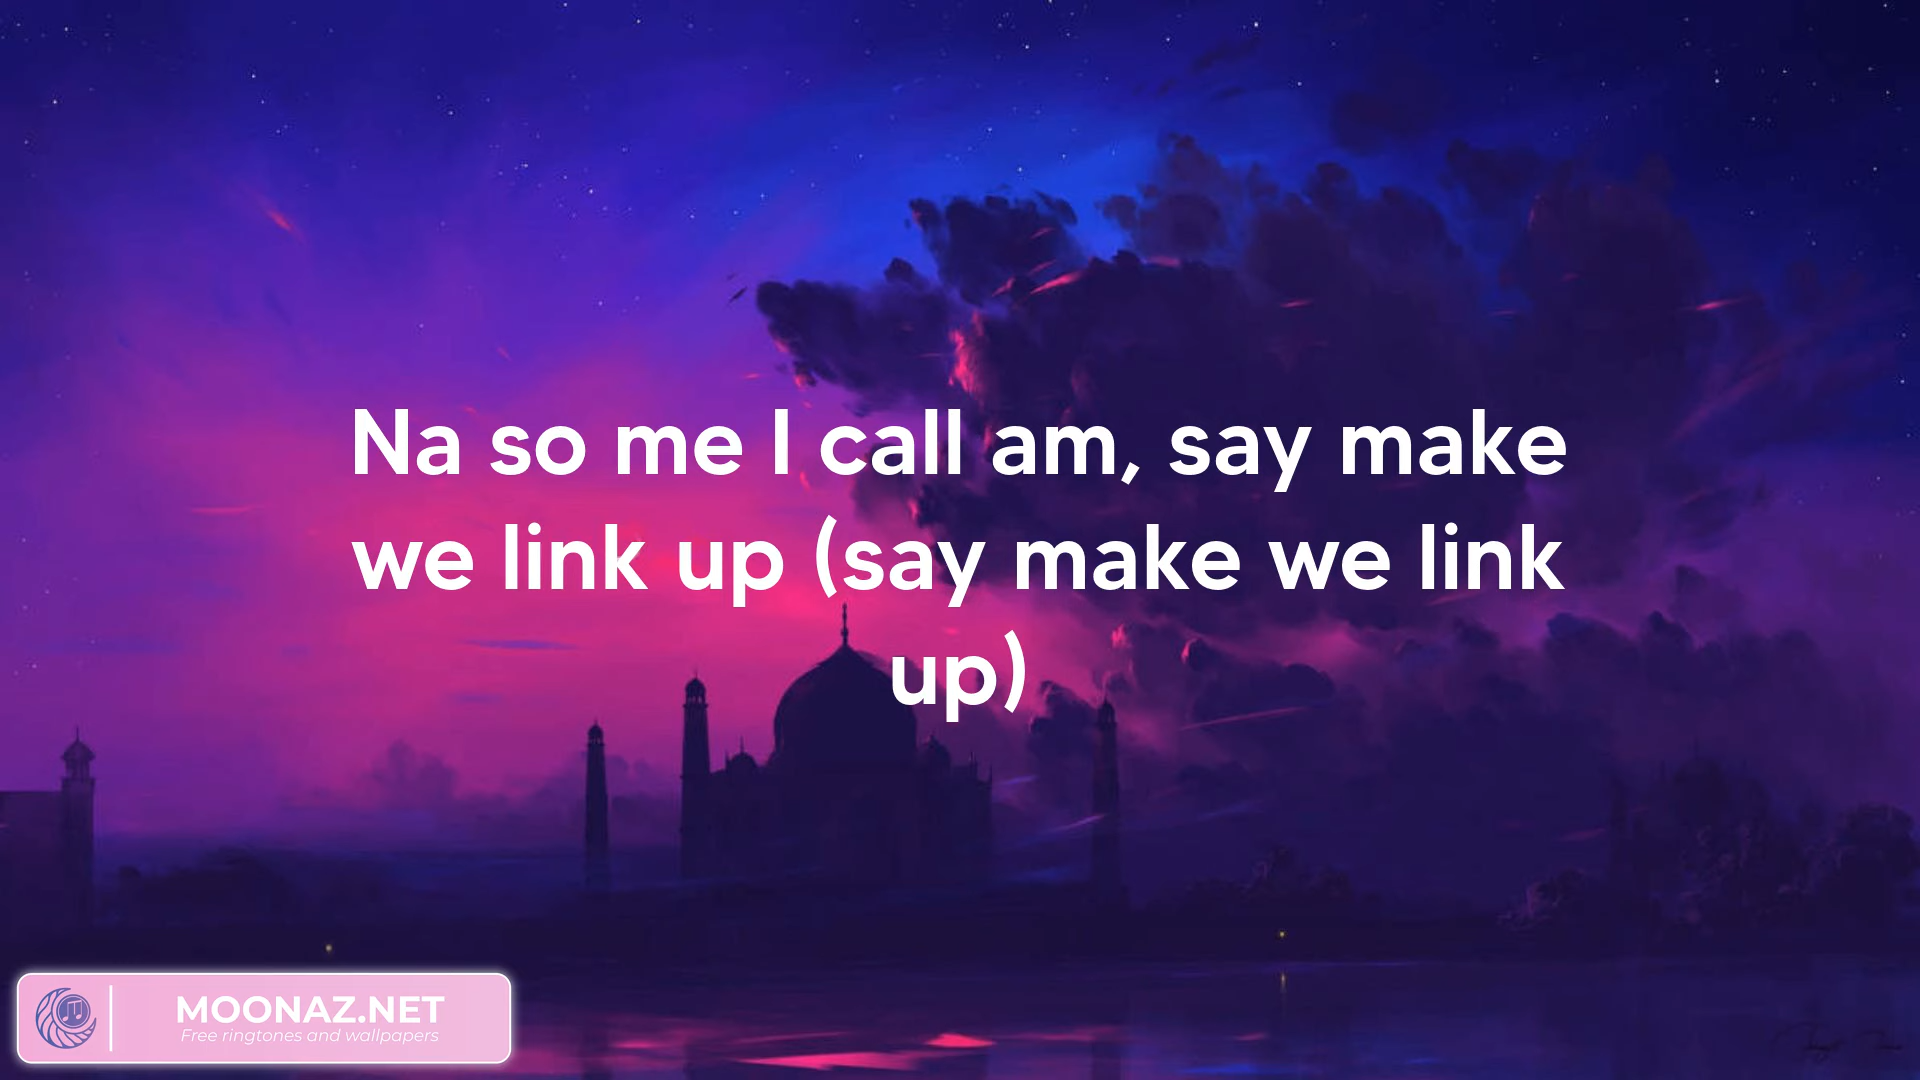 Na so me I call am, say make
we link up (say make we link
up)
MOONAZ.NET
Free ringtones and wallpapers